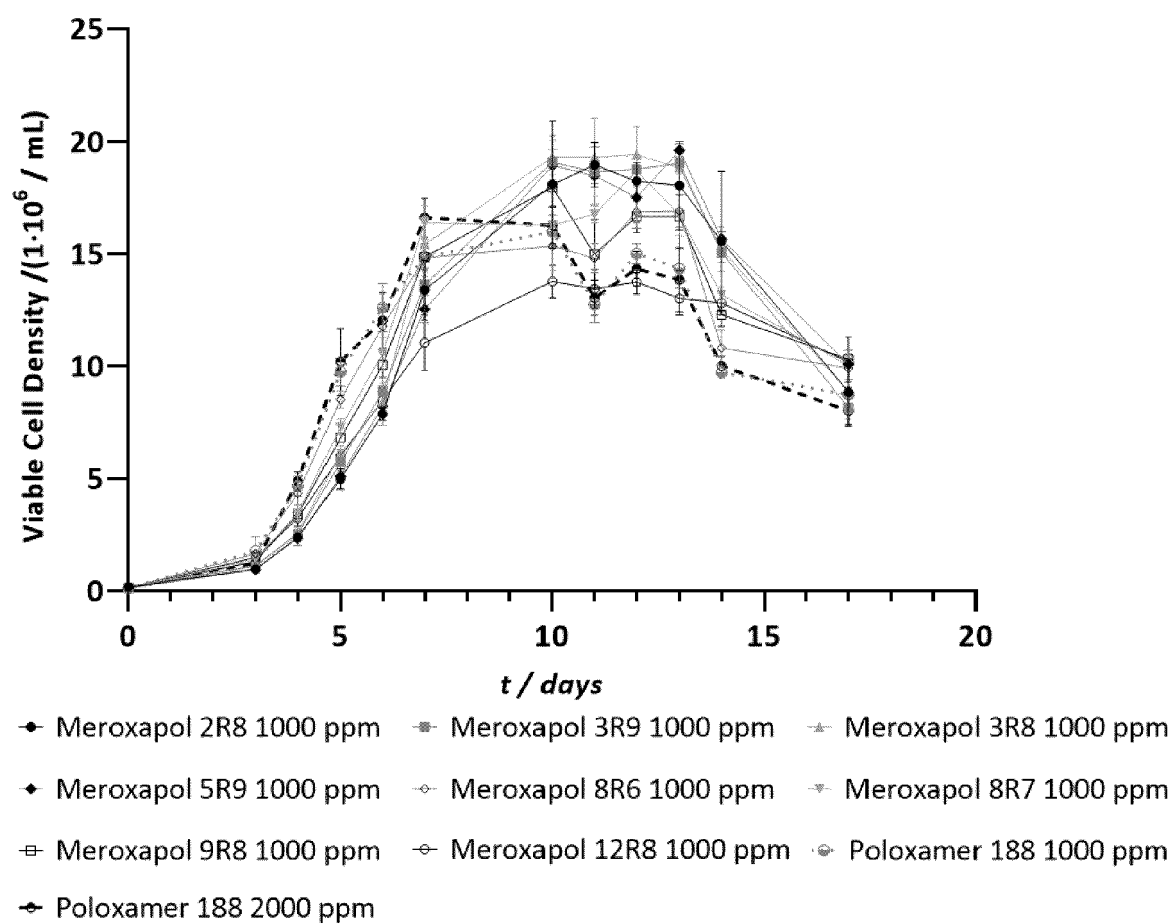 25
20
15
10
5
0
Viable Cell Density /(1·10⁶ / mL)
0 5 10 15 20
t / days
Meroxapol 2R8 1000 ppm Meroxapol 3R9 1000 ppm Meroxapol 3R8 1000 ppm
Meroxapol 5R9 1000 ppm Meroxapol 8R6 1000 ppm Meroxapol 8R7 1000 ppm
Meroxapol 9R8 1000 ppm Meroxapol 12R8 1000 ppm Poloxamer 188 1000 ppm
Poloxamer 188 2000 ppm